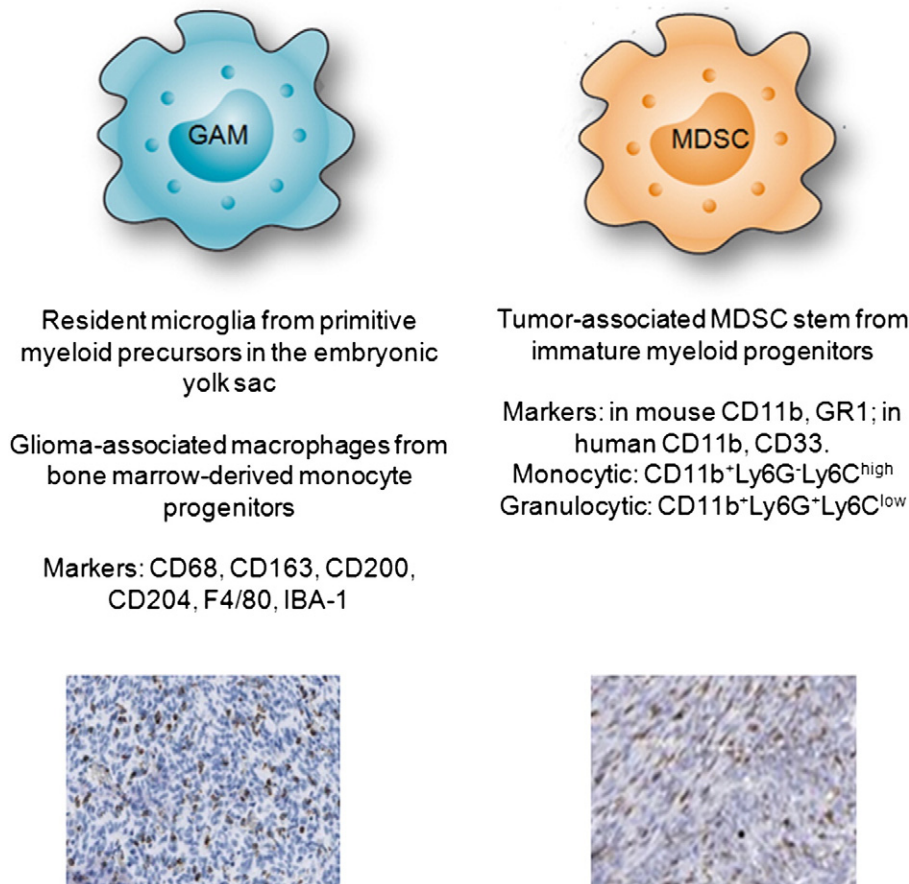 GAM
Resident microglia from primitive
myeloid precursors in the embryonic
yolk sac
Glioma-associated macrophages from
bone marrow-derived monocyte
progenitors
Markers: CD68, CD163, CD200,
CD204, F4/80, IBA-1
MDSC
Tumor-associated MDSC stem from
immature myeloid progenitors
Markers: in mouse CD11b, GR1; in
human CD11b, CD33.
Monocytic: CD11b⁺Ly6G⁻Ly6Cʰⁱᵍʰ
Granulocytic: CD11b⁺Ly6G⁺Ly6Cˡᵒʷ